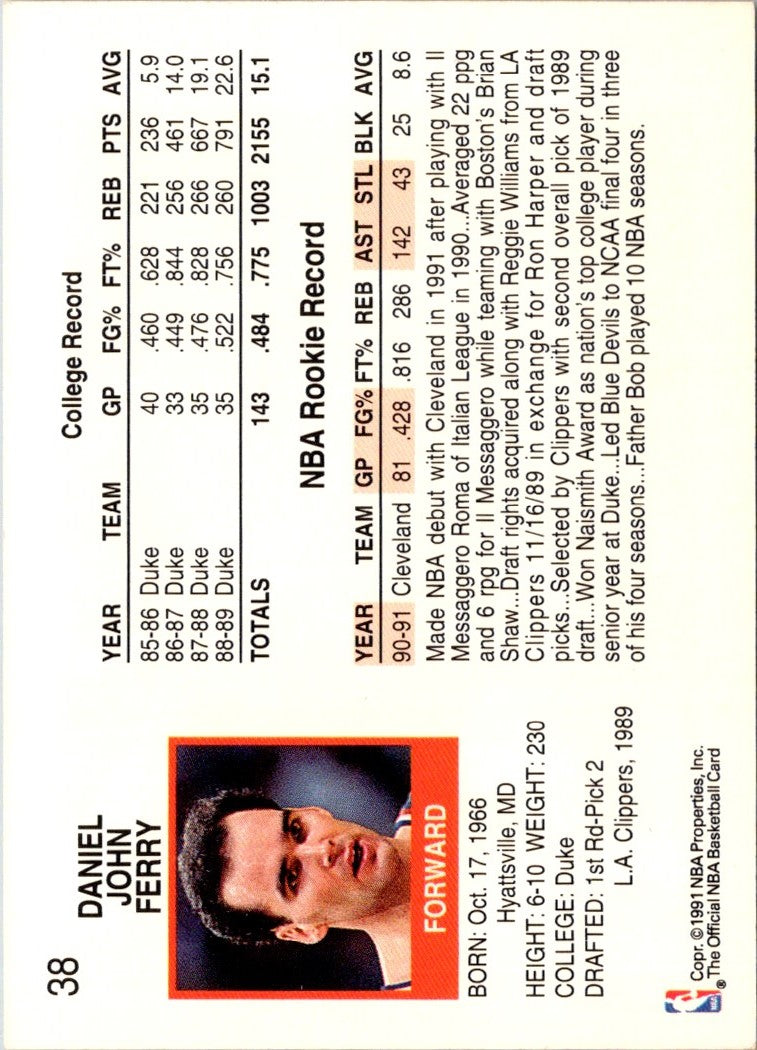 38
DANIEL
JOHN
FERRY
FORWARD
BORN: Oct. 17, 1966
Hyattsville, MD
HEIGHT: 6-10 WEIGHT: 230
COLLEGE: Duke
DRAFTED: 1st Rd-Pick 2
L.A. Clippers, 1989
College Record
YEAR TEAM GP FG% FT% REB PTS AVG
85-86 Duke 40 .460 .628 221 236 5.9
86-87 Duke 33 .449 .844 256 461 14.0
87-88 Duke 35 .476 .828 266 667 19.1
88-89 Duke 35 .522 .756 260 791 22.6
TOTALS 143 .484 .775 1003 2155 15.1
NBA Rookie Record
YEAR TEAM GP FG% FT% REB AST STL BLK AVG
90-91 Cleveland 81 .428 .816 286 142 43 25 8.6
Made NBA debut with Cleveland in 1991 after playing with Il
Messaggero Roma of Italian League in 1990...Averaged 22 ppg
and 6 rpg for Il Messaggero while teaming with Boston's Brian
Shaw...Draft rights acquired along with Reggie Williams from LA
Clippers 11/16/89 in exchange for Ron Harper and draft
picks...Selected by Clippers with second overall pick of 1989
draft...Won Naismith Award as nation's top college player during
senior year at Duke...Led Blue Devils to NCAA final four in three
of his four seasons...Father Bob played 10 NBA seasons.
NBA
Copr. ©1991 NBA Properties, Inc.
® The Official NBA Basketball Card